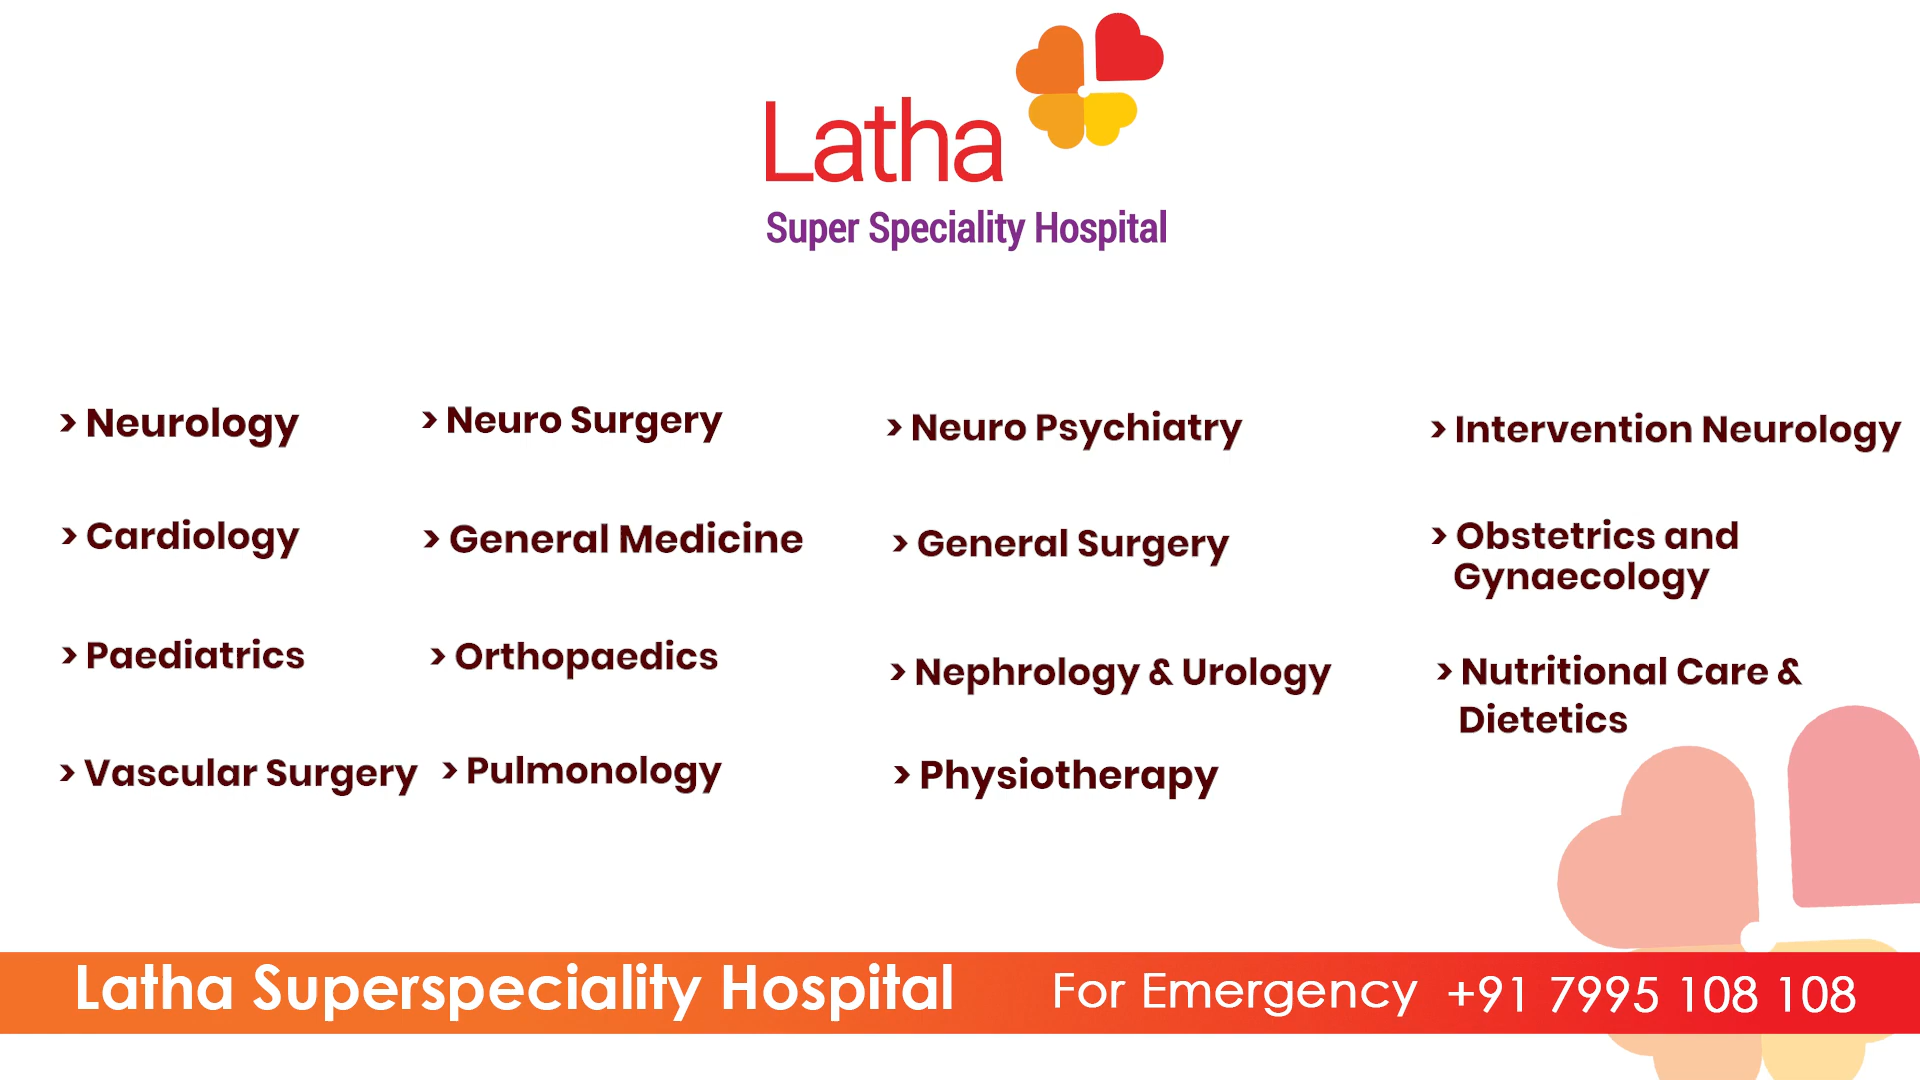 Latha
Super Speciality Hospital
> Neurology
> Neuro Surgery
> Neuro Psychiatry
> Intervention Neurology
> Cardiology
> General Medicine
> General Surgery
> Obstetrics and
Gynaecology
> Paediatrics
> Orthopaedics
> Nephrology & Urology
> Nutritional Care &
Dietetics
> Vascular Surgery
> Pulmonology
> Physiotherapy
Latha Superspeciality Hospital
For Emergency +91 7995 108 108